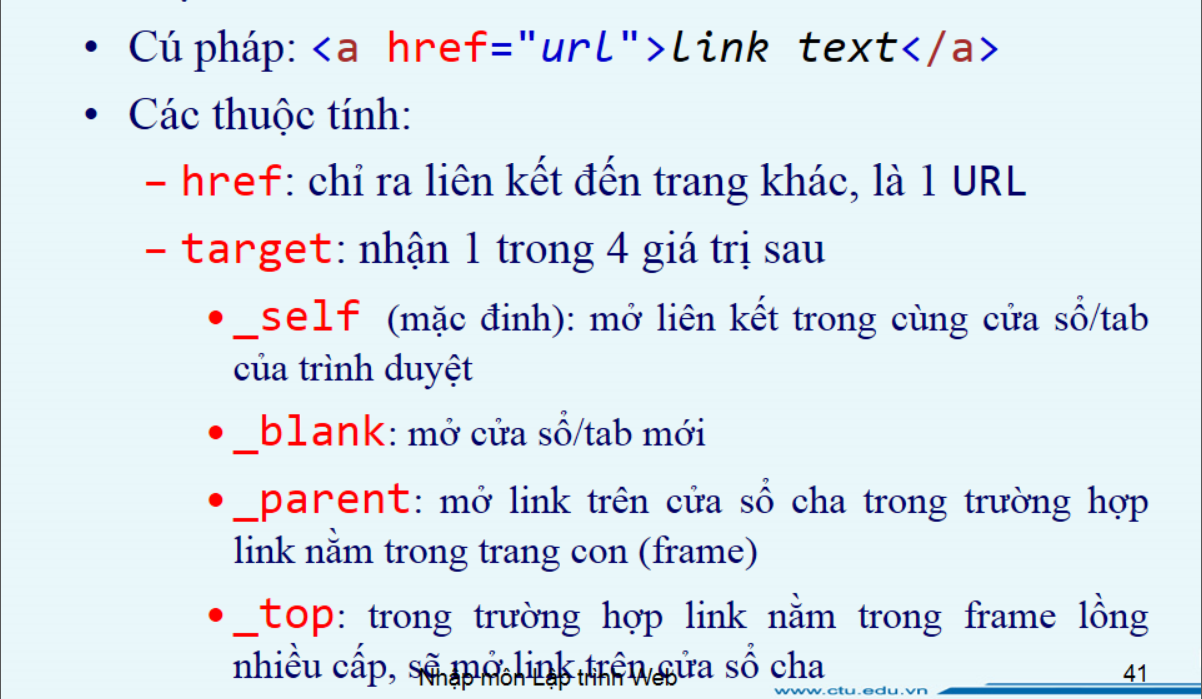 • Cú pháp: <a href="url">link text</a>
• Các thuộc tính:
– href: chỉ ra liên kết đến trang khác, là 1 URL
– target: nhận 1 trong 4 giá trị sau
• _self (mặc đinh): mở liên kết trong cùng cửa sổ/tab
của trình duyệt
• _blank: mở cửa sổ/tab mới
• _parent: mở link trên cửa sổ cha trong trường hợp
link nằm trong trang con (frame)
• _top: trong trường hợp link nằm trong frame lồng
nhiều cấp, sẽ mở link trên cửa sổ cha
Nhập môn Lập trình Web
www.ctu.edu.vn
41